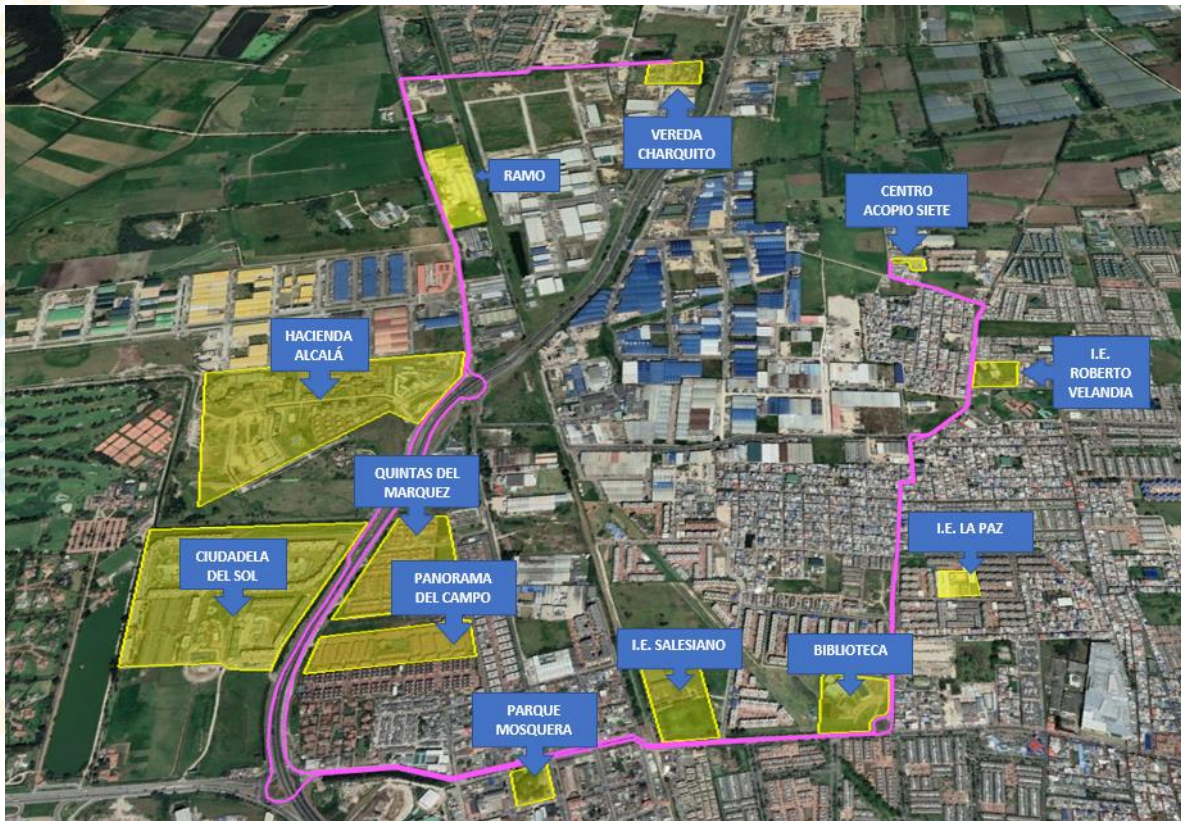 VEREDA
CHARQUITO
RAMO
CENTRO
ACOPIO SIETE
HACIENDA
ALCALÁ
I.E.
ROBERTO
VELANDIA
QUINTAS DEL
MARQUEZ
CIUDADELA
DEL SOL
PANORAMA
DEL CAMPO
I.E. LA PAZ
I.E. SALESIANO
BIBLIOTECA
PARQUE
MOSQUERA